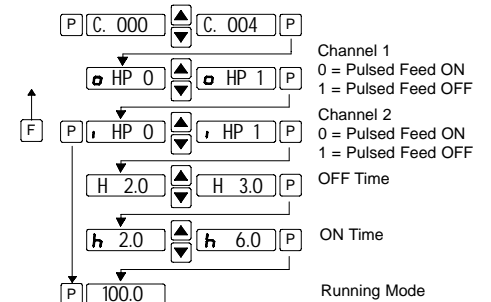 P C. 000 C. 004 P
Channel 1
o HP 0 o HP 1 P
0 = Pulsed Feed ON
1 = Pulsed Feed OFF
Channel 2
F P ı HP 0 ı HP 1 P
0 = Pulsed Feed ON
1 = Pulsed Feed OFF
H 2.0 H 3.0 P OFF Time
h 2.0 h 6.0 P ON Time
P 100.0 Running Mode